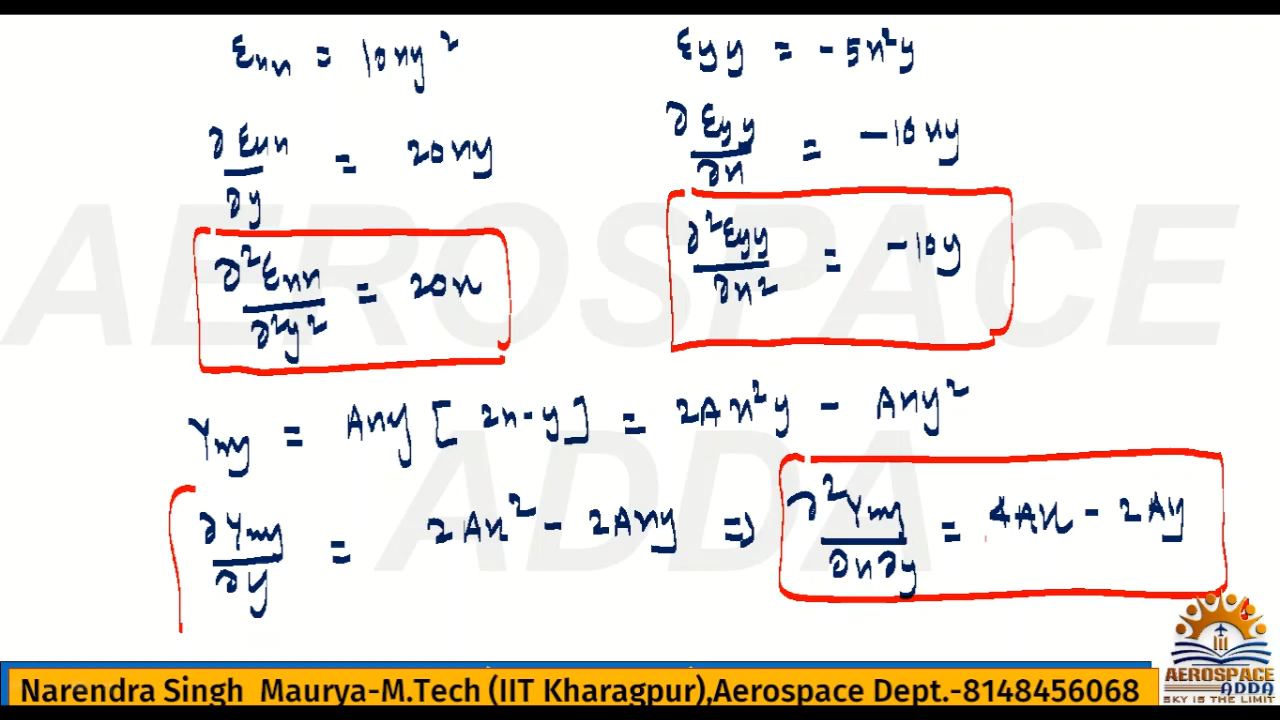 εxx = 10xy² εyy = -5x²y
∂εxx/∂y = 20xy ∂εyy/∂x = -10xy
∂²εxx/∂²y² = 20x ∂²εyy/∂x² = -10y
γxy = Axy [2x-y] = 2Ax²y - Axy²
∂γxy/∂y = 2Ax² - 2Axy ⇒ ∂²γxy/∂x∂y = 4Ax - 2Ay
AEROSPACE
ADDA
Narendra Singh Maurya-M.Tech (IIT Kharagpur),Aerospace Dept.-8148456068
AEROSPACE
ADDA
SKY IS THE LIMIT